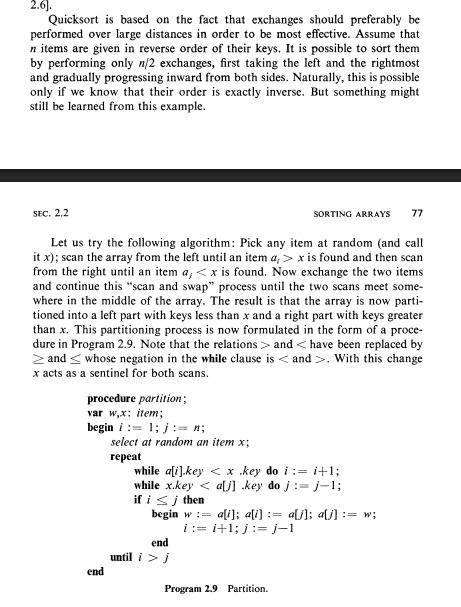 2.6].
Quicksort is based on the fact that exchanges should preferably be
performed over large distances in order to be most effective. Assume that
n items are given in reverse order of their keys. It is possible to sort them
by performing only n/2 exchanges, first taking the left and the rightmost
and gradually progressing inward from both sides. Naturally, this is possible
only if we know that their order is exactly inverse. But something might
still be learned from this example.
SEC. 2.2 SORTING ARRAYS 77
Let us try the following algorithm: Pick any item at random (and call
it x); scan the array from the left until an item aᵢ > x is found and then scan
from the right until an item aⱼ < x is found. Now exchange the two items
and continue this “scan and swap” process until the two scans meet some-
where in the middle of the array. The result is that the array is now parti-
tioned into a left part with keys less than x and a right part with keys greater
than x. This partitioning process is now formulated in the form of a proce-
dure in Program 2.9. Note that the relations > and < have been replaced by
≥ and ≤ whose negation in the while clause is < and >. With this change
x acts as a sentinel for both scans.
procedure partition;
var w,x: item;
begin i := 1; j := n;
select at random an item x;
repeat
while a[i].key < x .key do i := i+1;
while x.key < a[j] .key do j := j−1;
if i ≤ j then
begin w := a[i]; a[i] := a[j]; a[j] := w;
i := i+1; j := j−1
end
until i > j
end
Program 2.9 Partition.